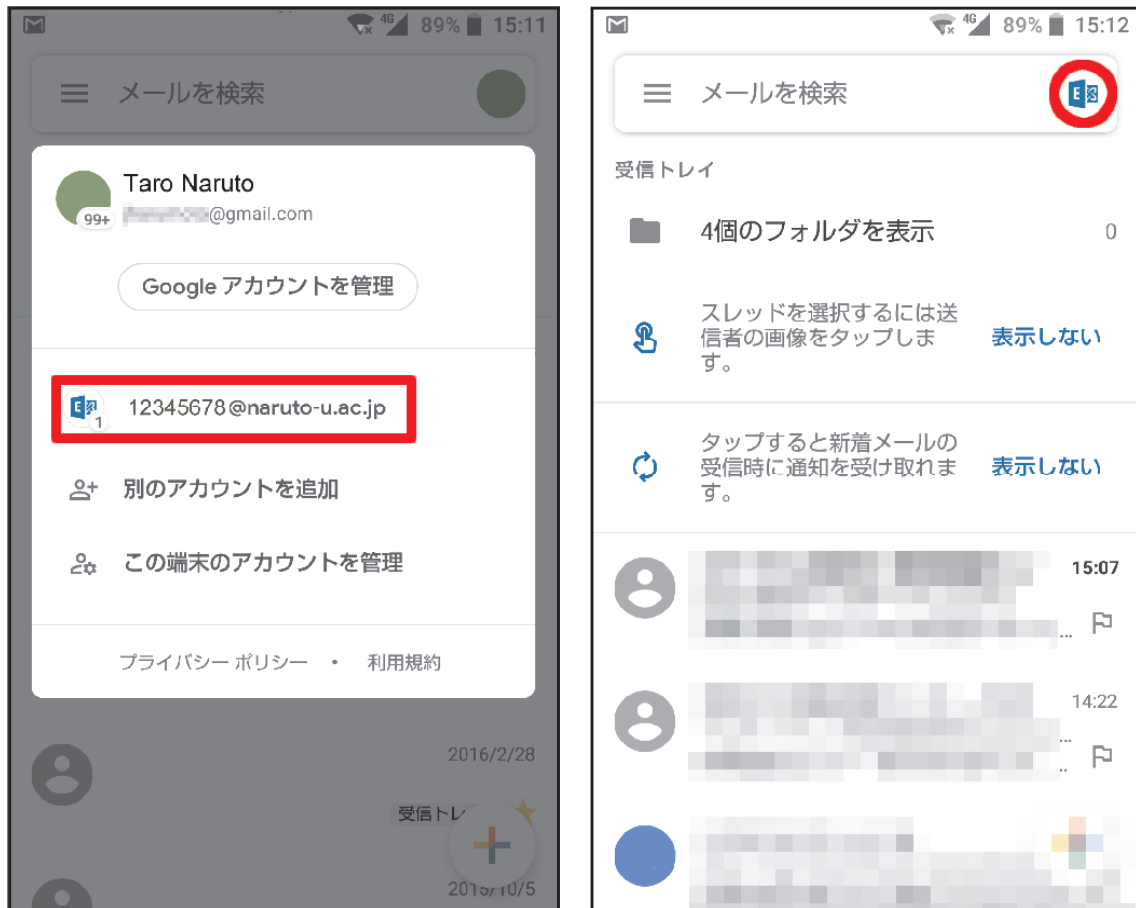 4G 89% 15:11
メールを検索
Taro Naruto
99+
@gmail.com
Google アカウントを管理
E
12345678@naruto-u.ac.jp
1
別のアカウントを追加
この端末のアカウントを管理
プライバシー ポリシー ・ 利用規約
2016/2/28
受信トレ
2015/10/5
4G 89% 15:12
メールを検索
E
受信トレイ
4個のフォルダを表示 0
スレッドを選択するには送
信者の画像をタップしま
す。
表示しない
タップすると新着メールの
受信時に通知を受け取れま
す。
表示しない
15:07
...
14:22
...
..